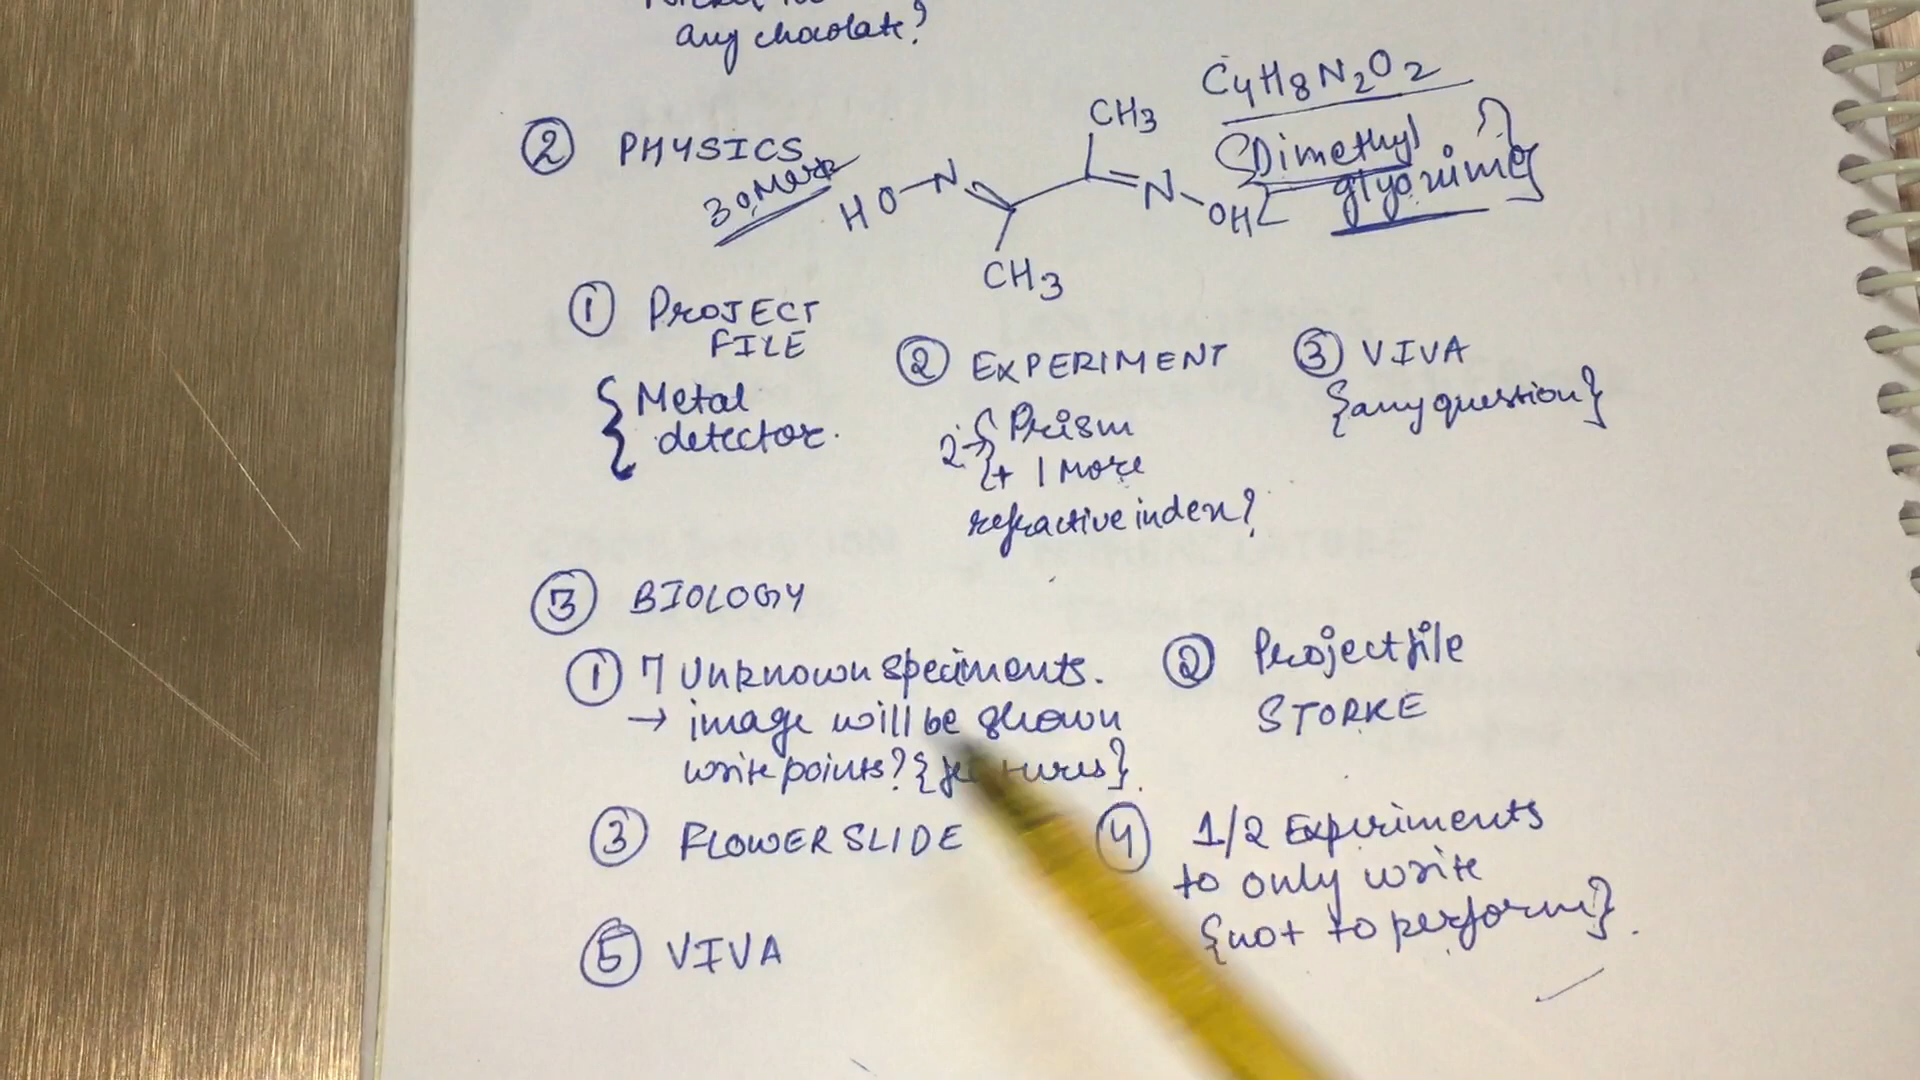 any chocolate?
C4H8N2O2
② PHYSICS
30 Mark
CH3
HO-N
N-OH
CH3
{Dimethyl
glyoxime}
① PROJECT
FILE
{Metal
detector.
② EXPERIMENT
2→{Prism
+ 1 More
refractive index?
③ VIVA
{any question}
③ BIOLOGY
① 7 Unknown speciments.
→ image will be shown
write points? {features}.
② Project file
STORKE
③ FLOWER SLIDE
④ 1/2 Experiments
to only write
{not to perform}.
⑤ VIVA